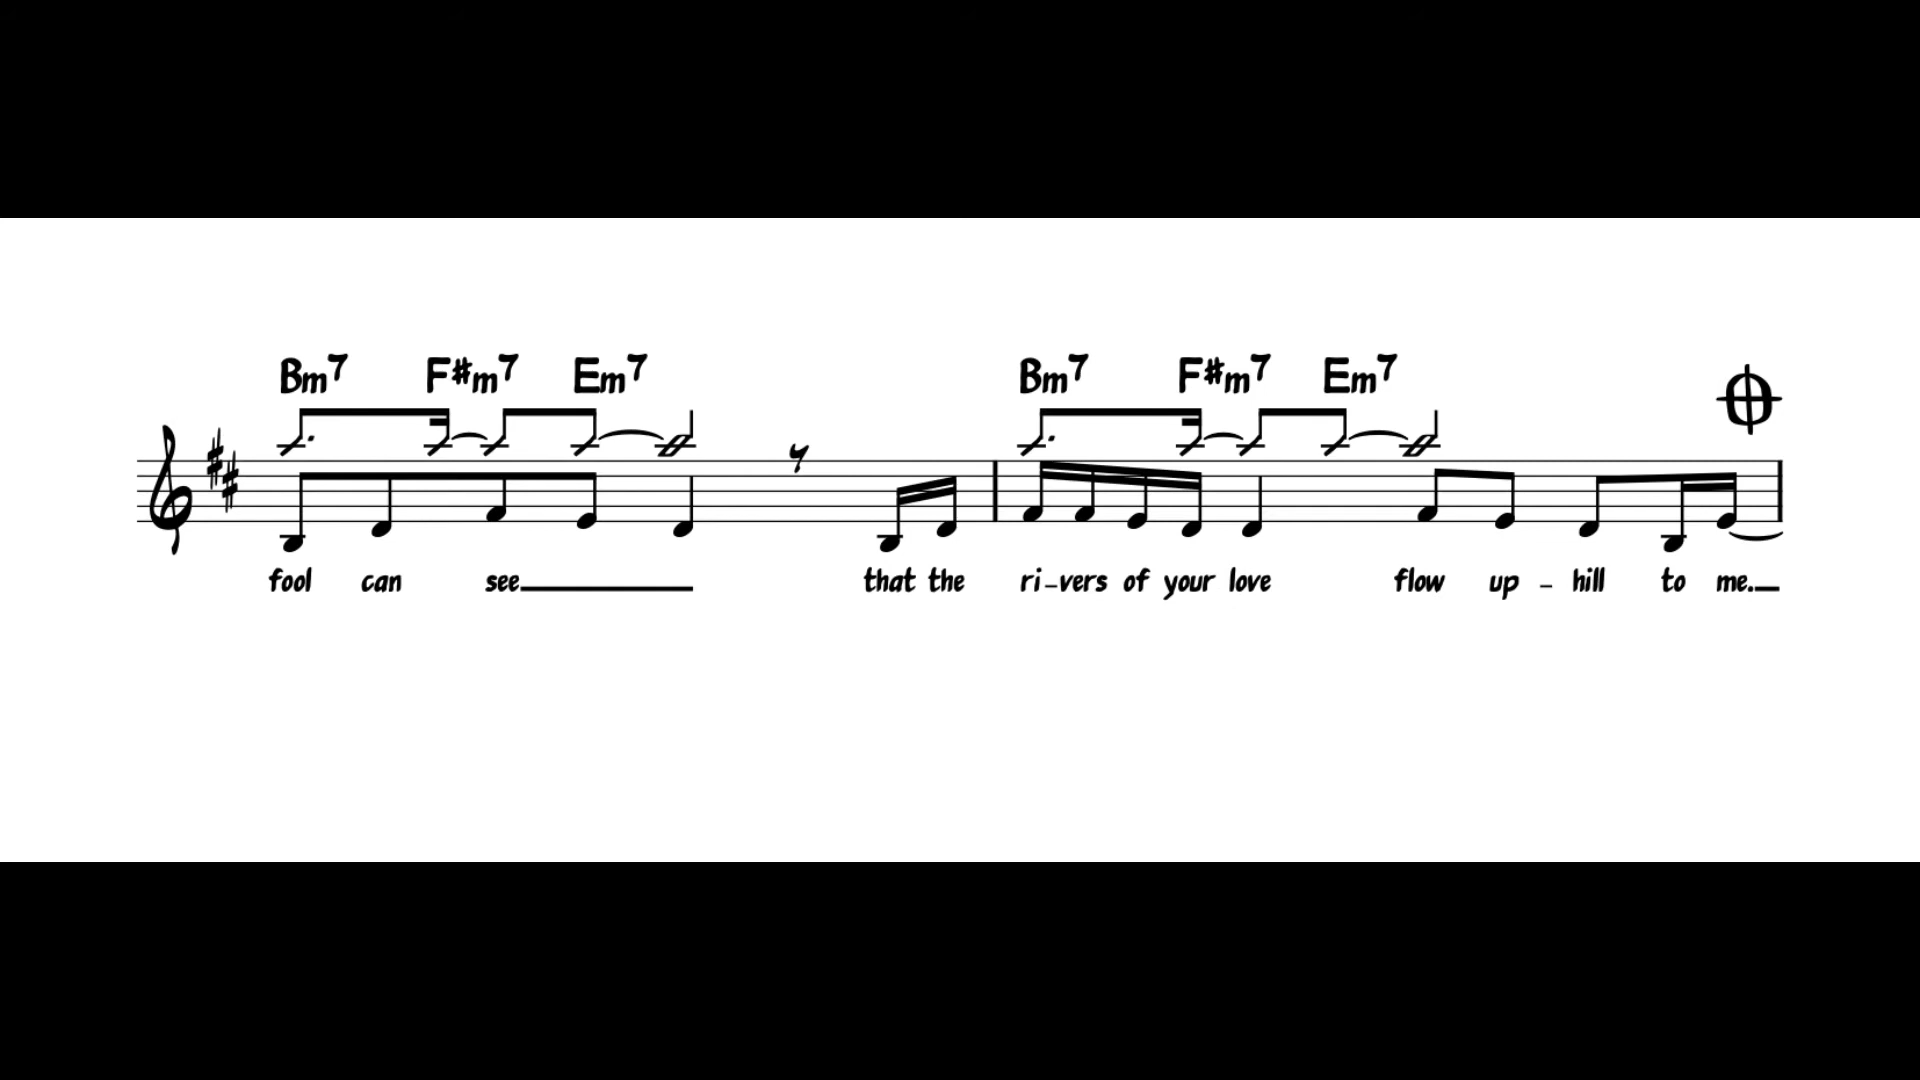 Bm7 F#m7 Em7 Bm7 F#m7 Em7
fool can see that the ri-vers of your love flow up-hill to me.